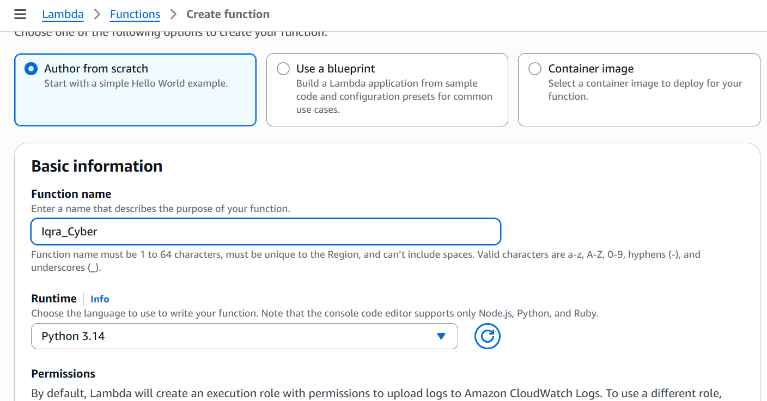 Lambda > Functions > Create function
Choose one of the following options to create your function.
Author from scratch
Start with a simple Hello World example.
Use a blueprint
Build a Lambda application from sample
code and configuration presets for common
use cases.
Container image
Select a container image to deploy for your
function.
Basic information
Function name
Enter a name that describes the purpose of your function.
Iqra_Cyber
Function name must be 1 to 64 characters, must be unique to the Region, and can't include spaces. Valid characters are a-z, A-Z, 0-9, hyphens (-), and
underscores (_).
Runtime | Info
Choose the language to use to write your function. Note that the console code editor supports only Node.js, Python, and Ruby.
Python 3.14
Permissions
By default, Lambda will create an execution role with permissions to upload logs to Amazon CloudWatch Logs. To use a different role,